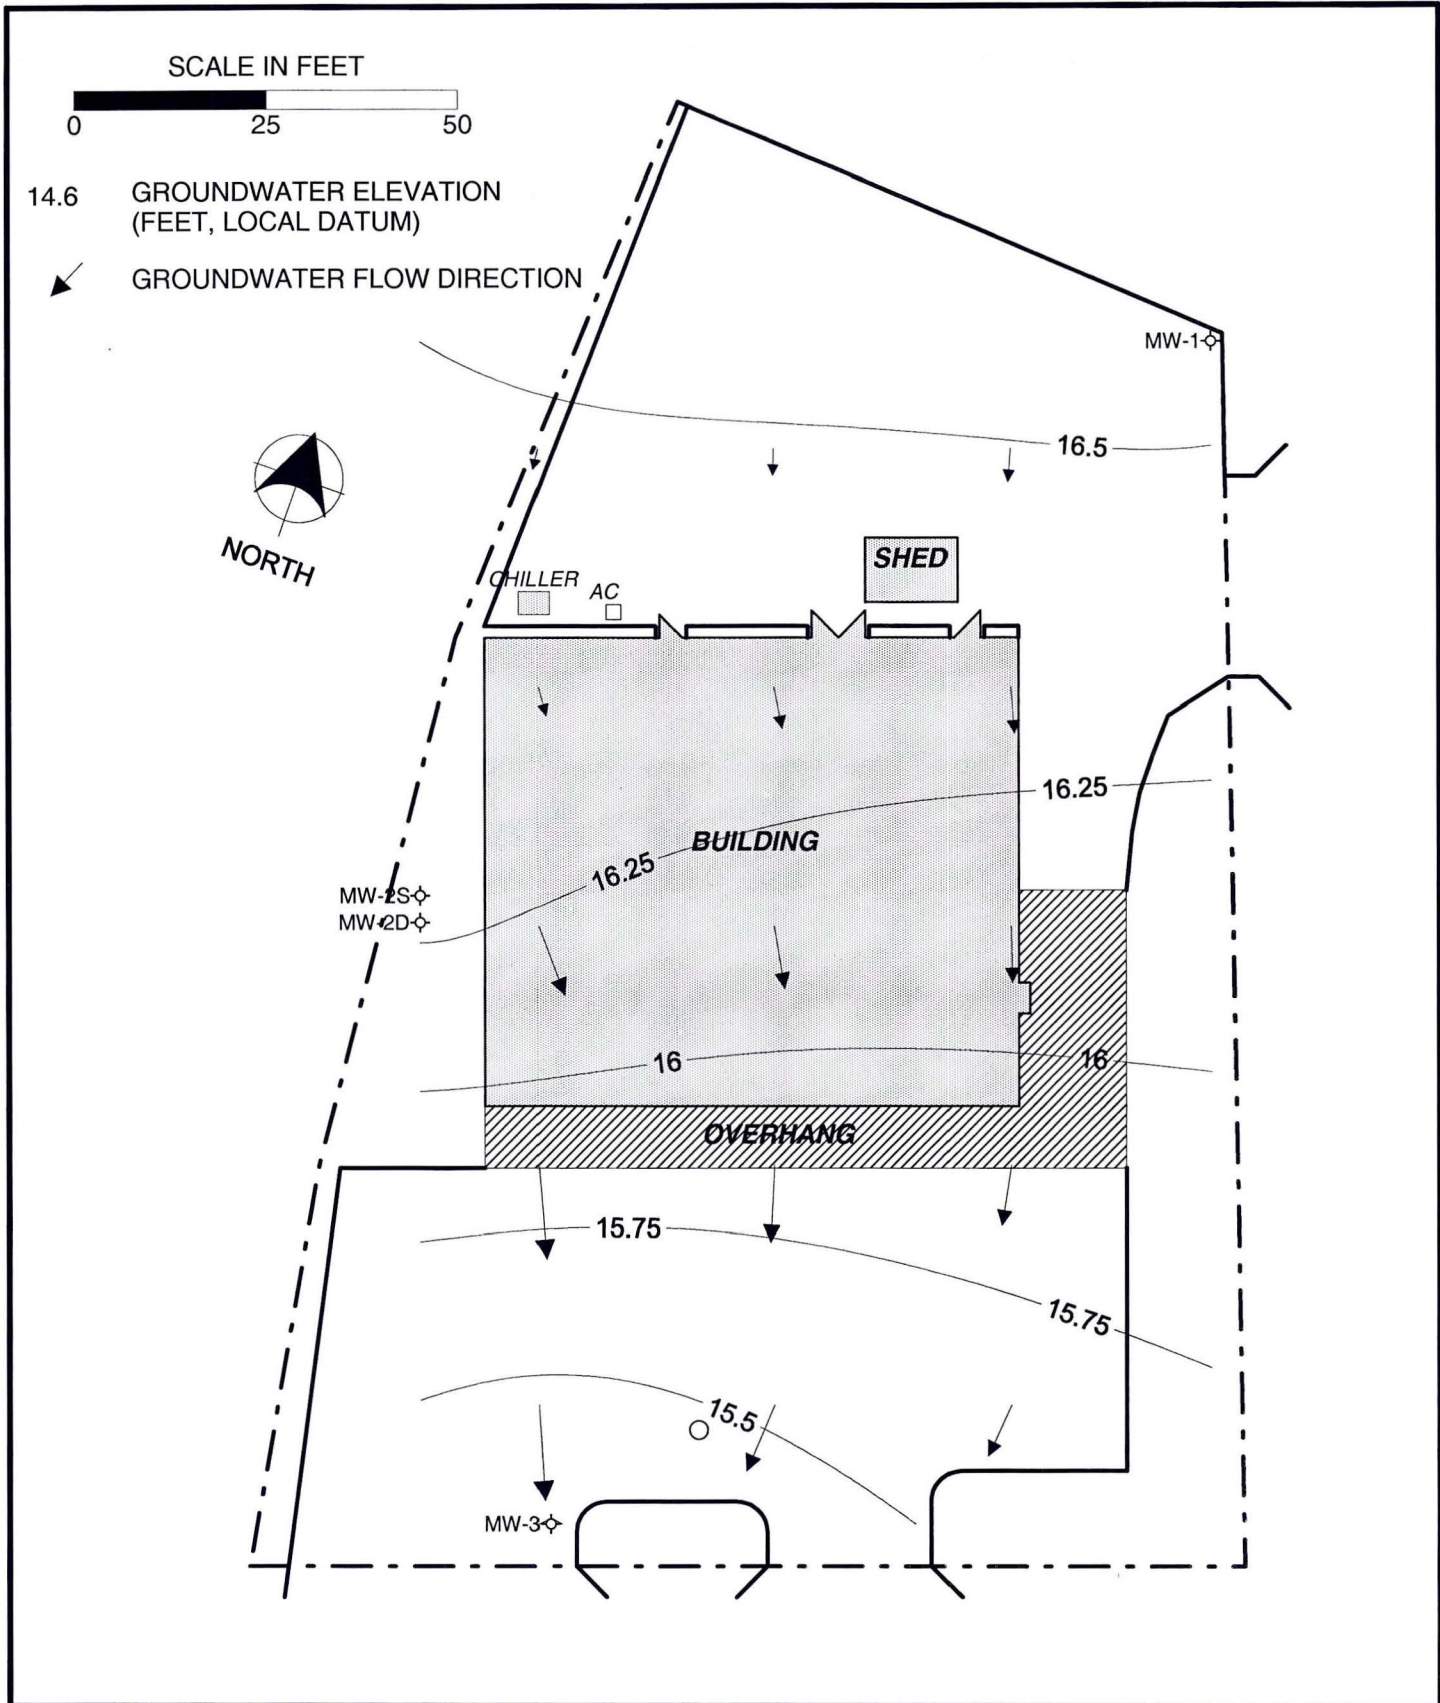 SCALE IN FEET
0 25 50
14.6 GROUNDWATER ELEVATION
(FEET, LOCAL DATUM)
GROUNDWATER FLOW DIRECTION
MW-1
16.5
NORTH
SHED
CHILLER
AC
16.25
BUILDING
16.25
MW-2S
MW-2D
16
16
OVERHANG
15.75
15.75
15.5
MW-3